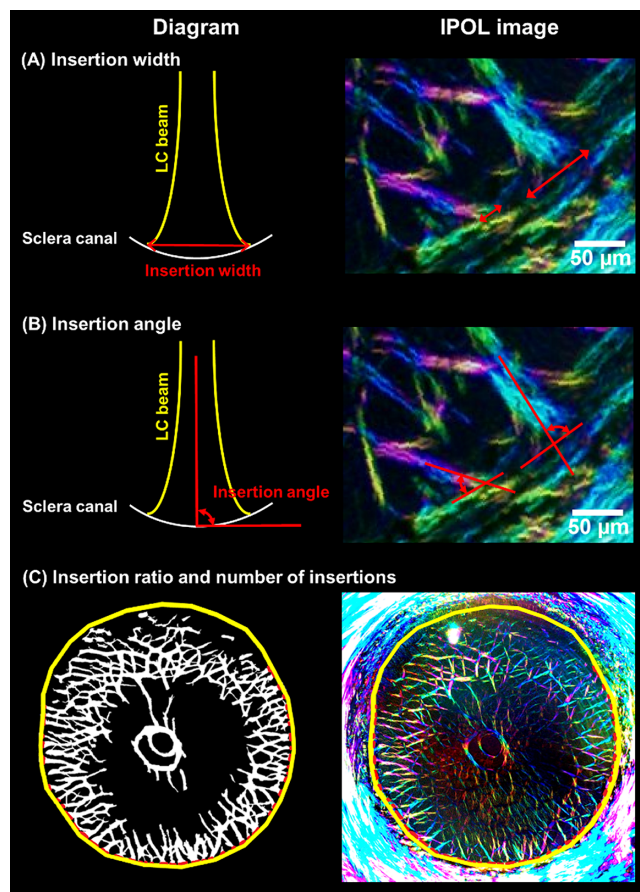 Diagram
IPOL image
(A) Insertion width
LC beam
Sclera canal
Insertion width
50 μm
(B) Insertion angle
LC beam
Insertion angle
Sclera canal
50 μm
(C) Insertion ratio and number of insertions